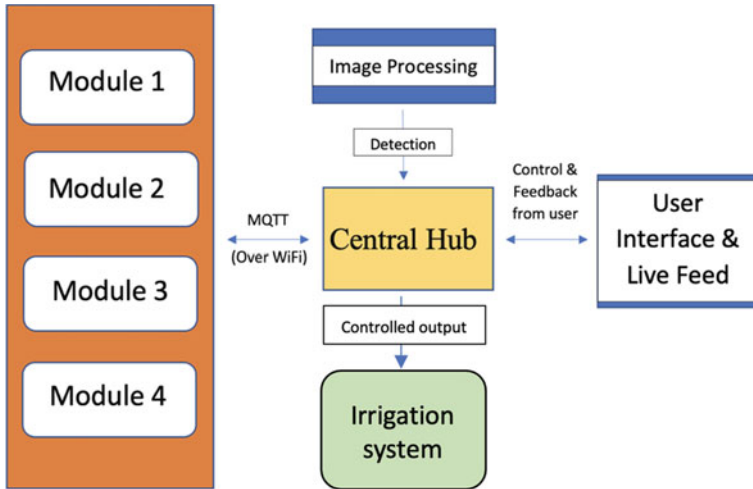 Module 1
Module 2
Module 3
Module 4
MQTT
(Over WiFi)
Image Processing
Detection
Central Hub
Controlled output
Irrigation
system
Control &
Feedback
from user
User
Interface &
Live Feed